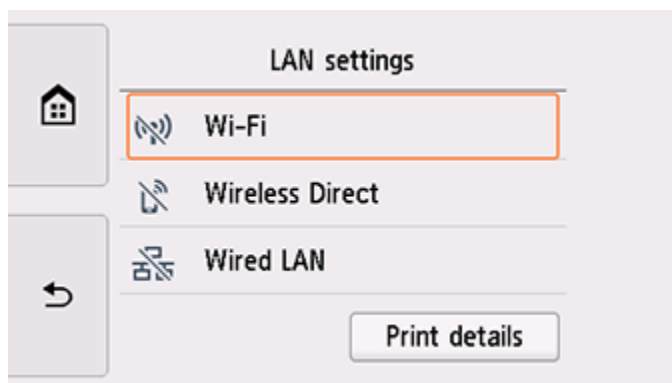 LAN settings
Wi-Fi
Wireless Direct
Wired LAN
Print details